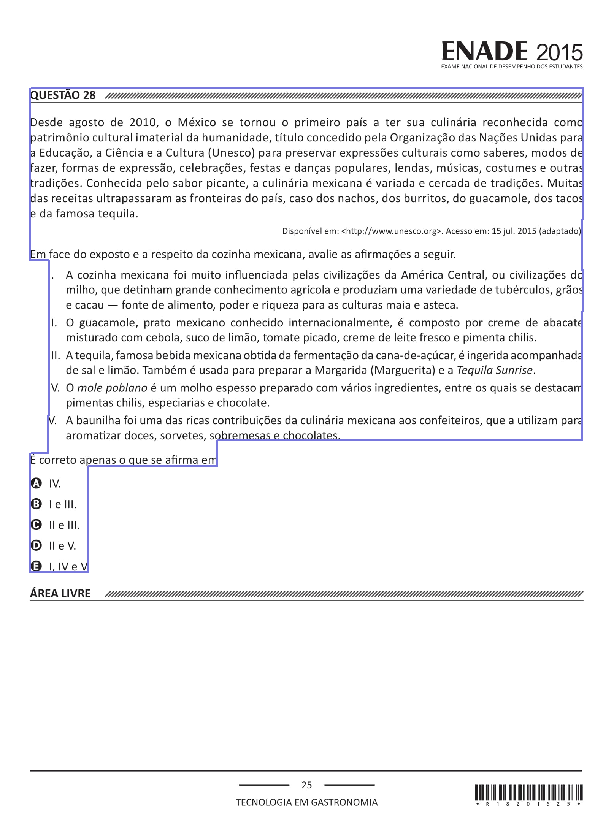 ENADE 2015
EXAME NACIONAL DE DESEMPENHO DOS ESTUDANTES
QUESTÃO 28
Desde agosto de 2010, o México se tornou o primeiro país a ter sua culinária reconhecida como
patrimônio cultural imaterial da humanidade, título concedido pela Organização das Nações Unidas para
a Educação, a Ciência e a Cultura (Unesco) para preservar expressões culturais como saberes, modos de
fazer, formas de expressão, celebrações, festas e danças populares, lendas, músicas, costumes e outras
tradições. Conhecida pelo sabor picante, a culinária mexicana é variada e cercada de tradições. Muitas
das receitas ultrapassaram as fronteiras do país, caso dos nachos, dos burritos, do guacamole, dos tacos
e da famosa tequila.
Disponível em: <http://www.unesco.org>. Acesso em: 15 jul. 2015 (adaptado).
Em face do exposto e a respeito da cozinha mexicana, avalie as afirmações a seguir.
I. A cozinha mexicana foi muito influenciada pelas civilizações da América Central, ou civilizações do
milho, que detinham grande conhecimento agrícola e produziam uma variedade de tubérculos, grãos
e cacau — fonte de alimento, poder e riqueza para as culturas maia e asteca.
II. O guacamole, prato mexicano conhecido internacionalmente, é composto por creme de abacate
misturado com cebola, suco de limão, tomate picado, creme de leite fresco e pimenta chilis.
III. A tequila, famosa bebida mexicana obtida da fermentação da cana-de-açúcar, é ingerida acompanhada
de sal e limão. Também é usada para preparar a Margarida (Marguerita) e a Tequila Sunrise.
IV. O mole poblano é um molho espesso preparado com vários ingredientes, entre os quais se destacam
pimentas chilis, especiarias e chocolate.
V. A baunilha foi uma das ricas contribuições da culinária mexicana aos confeiteiros, que a utilizam para
aromatizar doces, sorvetes, sobremesas e chocolates.
É correto apenas o que se afirma em
A IV.
B I e III.
C II e III.
D II e V.
E I, IV e V
ÁREA LIVRE
25
TECNOLOGIA EM GASTRONOMIA
*R18201525*